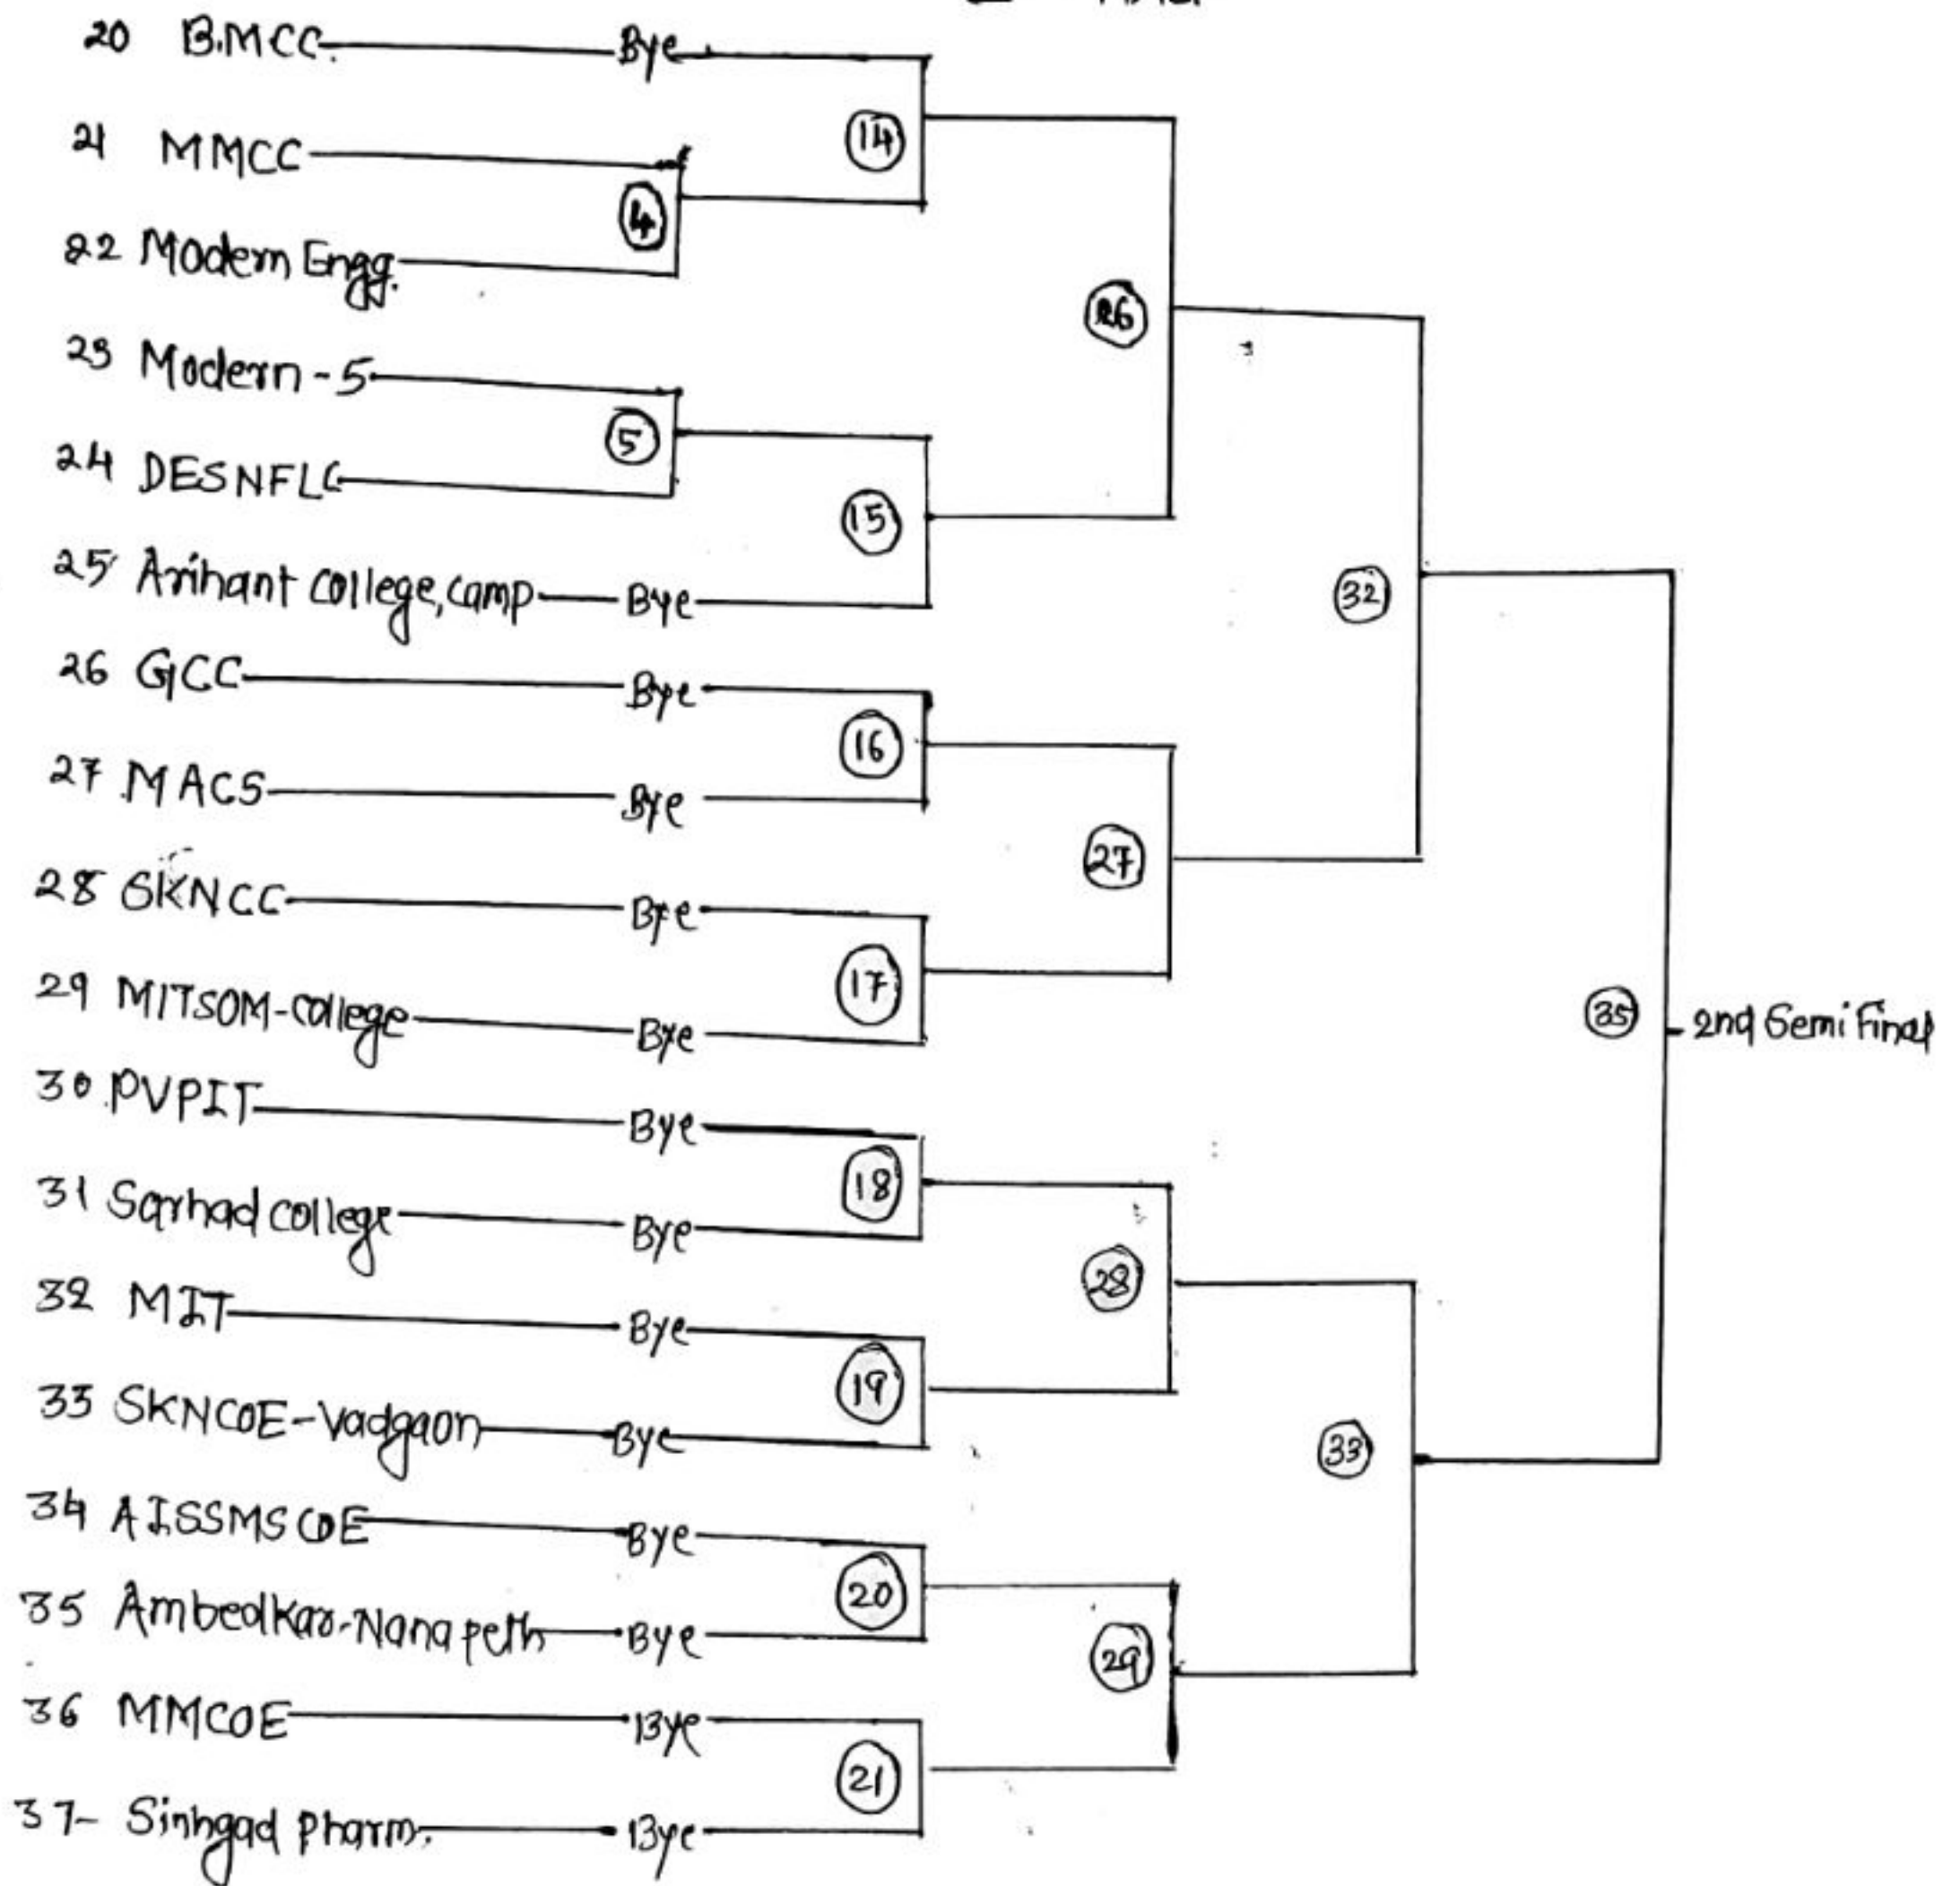 20 B.MCC. Bye
14
21 MMCC
4
22 Modern Engg.
26
23 Modern - 5
5
24 DESNFLC
15
25 Arihant college, camp Bye
32
26 GCC Bye
16
27 MACS Bye
27
28 SKNCC Bye
17
29 MITSOM-college Bye
35 2nd Semi Final
30 PVPIT Bye
18
31 Sarhad college Bye
28
32 MIT Bye
19
33 SKNCOE-Vadgaon Bye
33
34 AISSMS COE Bye
20
35 Ambedkar-Nana peth Bye
29
36 MMCOE Bye
21
37- Sinhgad Pharm. Bye